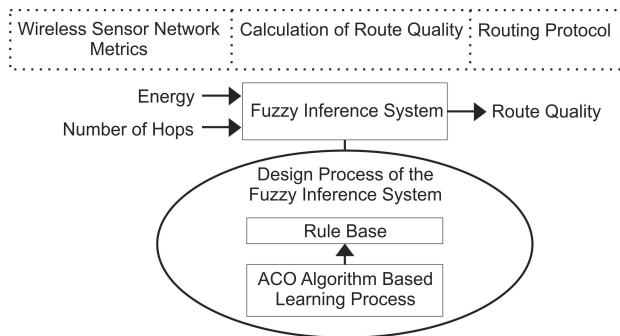 Wireless Sensor Network
Metrics
Calculation of Route Quality
Routing Protocol
Energy
Number of Hops
Fuzzy Inference System
Route Quality
Design Process of the
Fuzzy Inference System
Rule Base
ACO Algorithm Based
Learning Process